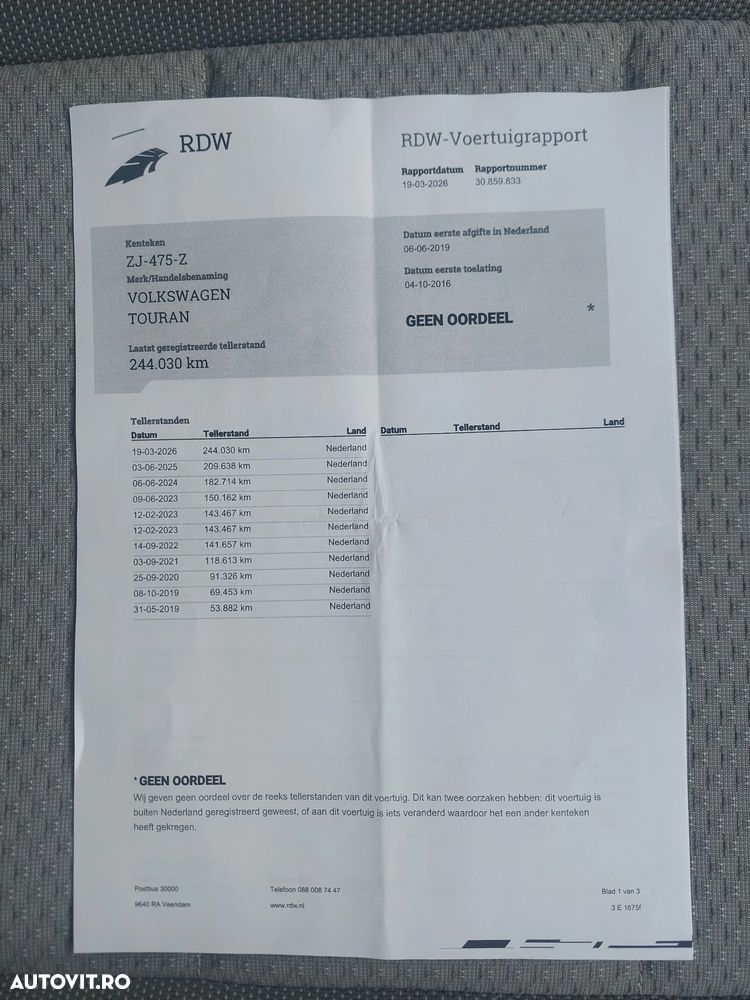 RDW
RDW-Voertuigrapport
Rapportdatum Rapportnummer
19-03-2026 30.859.833
Kenteken
ZJ-475-Z
Merk/Handelsbenaming
VOLKSWAGEN
TOURAN
Laatst geregistreerde tellerstand
244.030 km
Datum eerste afgifte in Nederland
06-06-2019
Datum eerste toelating
04-10-2016
GEEN OORDEEL *
Tellerstanden
Datum Tellerstand Land Datum Tellerstand Land
19-03-2026 244.030 km Nederland
03-06-2025 209.638 km Nederland
06-06-2024 182.714 km Nederland
09-06-2023 150.162 km Nederland
12-02-2023 143.467 km Nederland
12-02-2023 143.467 km Nederland
14-09-2022 141.657 km Nederland
03-09-2021 118.613 km Nederland
25-09-2020 91.326 km Nederland
08-10-2019 69.453 km Nederland
31-05-2019 53.882 km Nederland
* GEEN OORDEEL
Wij geven geen oordeel over de reeks tellerstanden van dit voertuig. Dit kan twee oorzaken hebben: dit voertuig is
buiten Nederland geregistreerd geweest, of aan dit voertuig is iets veranderd waardoor het een ander kenteken
heeft gekregen.
Postbus 30000 Telefoon 088 008 74 47 Blad 1 van 3
9640 RA Veendam www.rdw.nl 3 E 1675f
AUTOVIT.RO